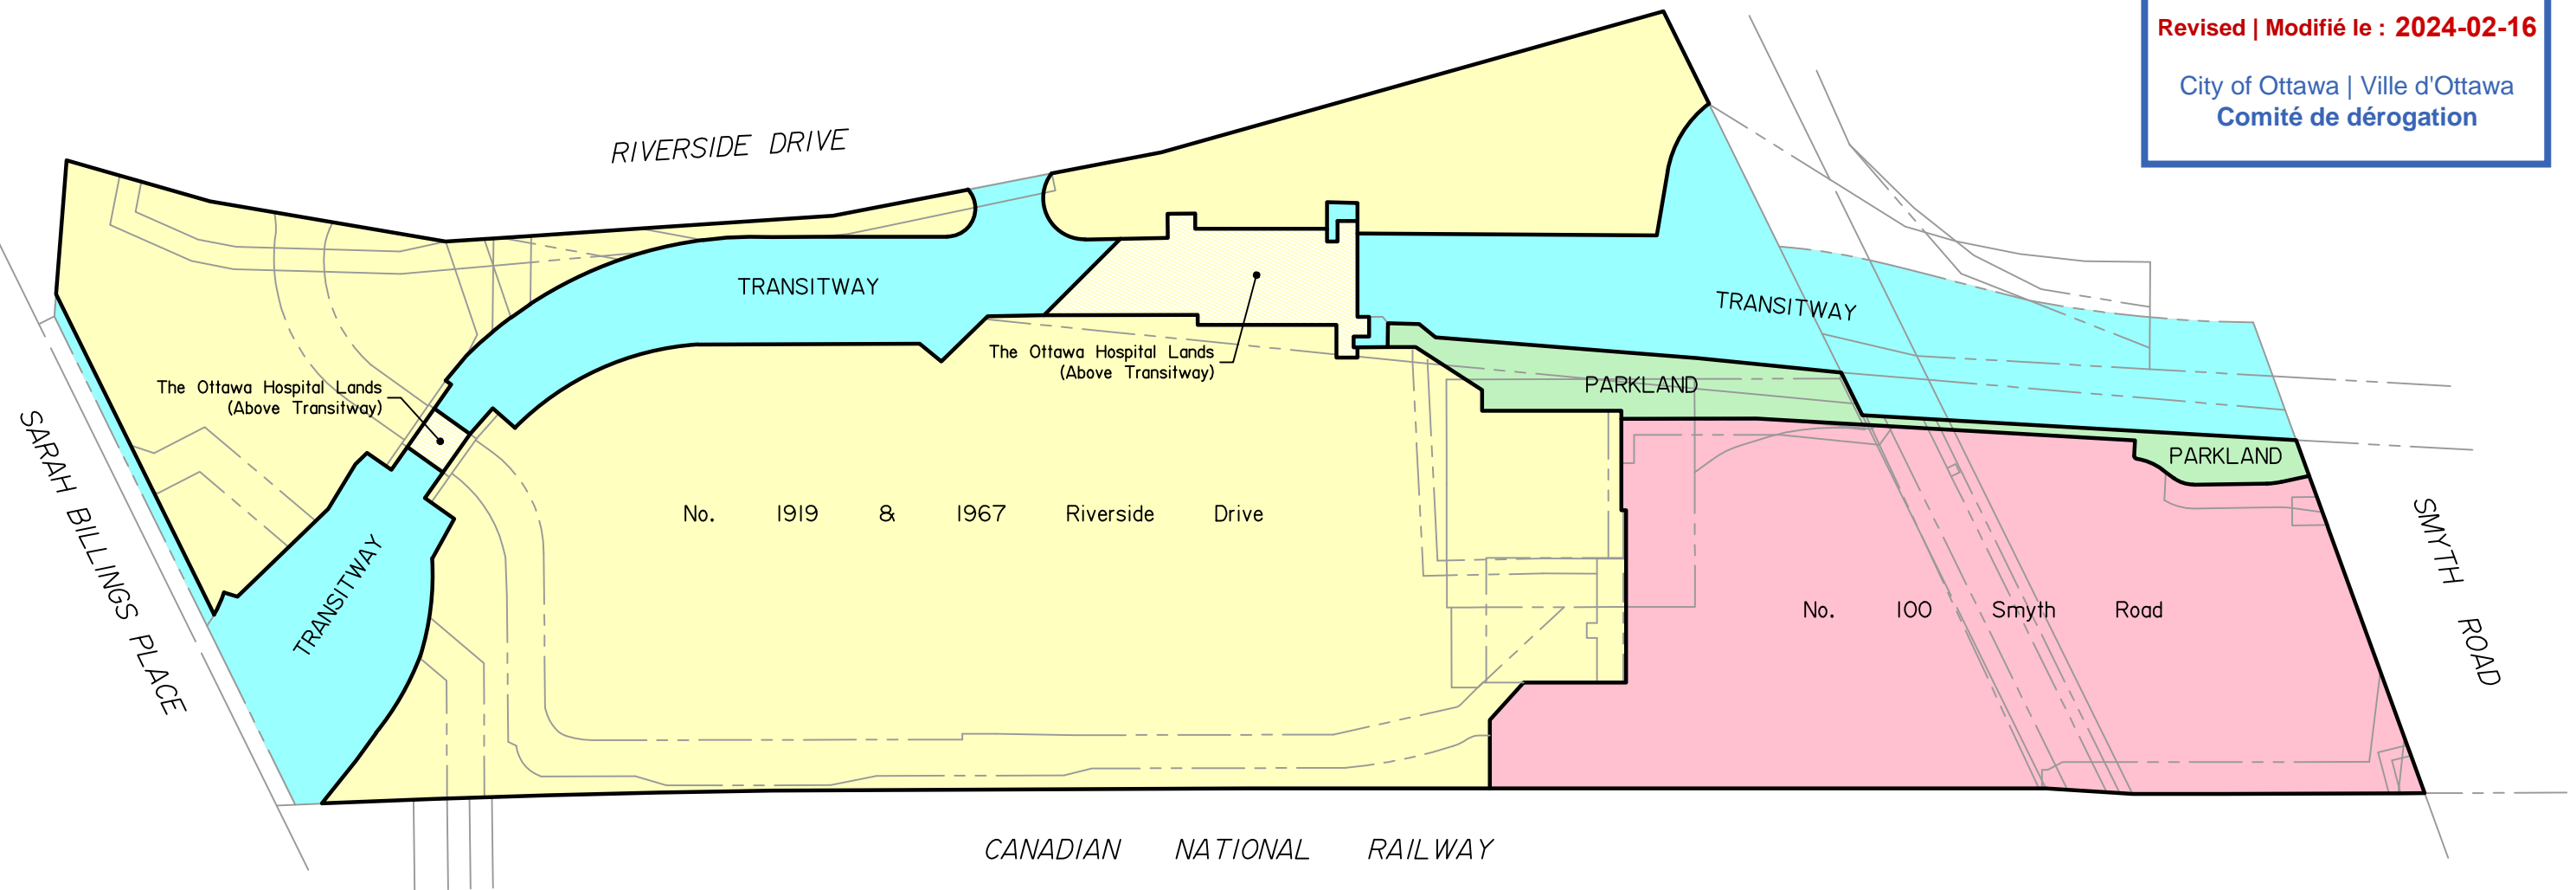 Revised | Modifié le : 2024-02-16
City of Ottawa | Ville d'Ottawa
Comité de dérogation
RIVERSIDE DRIVE
TRANSITWAY
TRANSITWAY
The Ottawa Hospital Lands
(Above Transitway)
PARKLAND
The Ottawa Hospital Lands
(Above Transitway)
PARKLAND
No. 1919 & 1967 Riverside Drive
SARAH BILLINGS PLACE
TRANSITWAY
No. 100 Smyth Road
SMYTH ROAD
CANADIAN NATIONAL RAILWAY